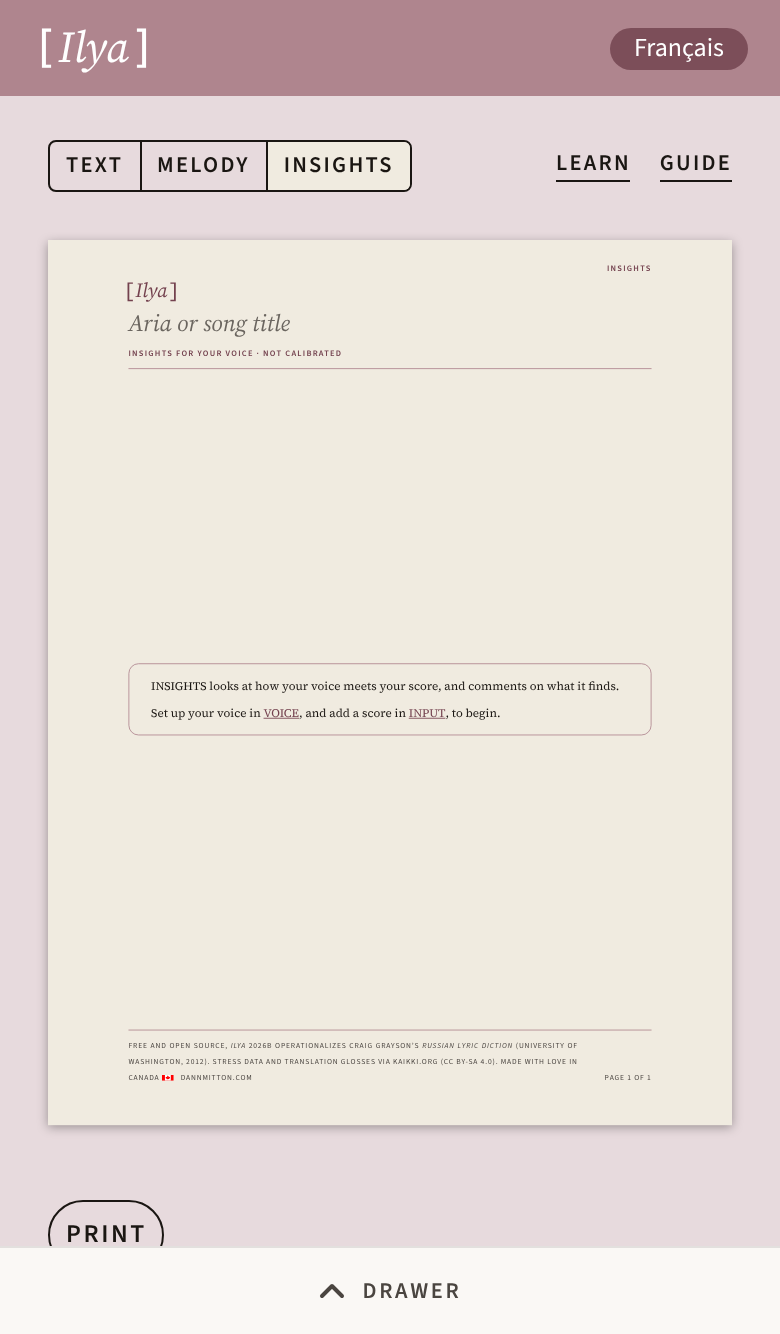 [Ilya]
Français
TEXT MELODY INSIGHTS
LEARN GUIDE
INSIGHTS
[Ilya]
Aria or song title
INSIGHTS FOR YOUR VOICE · NOT CALIBRATED
INSIGHTS looks at how your voice meets your score, and comments on what it finds.
Set up your voice in VOICE, and add a score in INPUT, to begin.
FREE AND OPEN SOURCE, ILYA 2026B OPERATIONALIZES CRAIG GRAYSON'S RUSSIAN LYRIC DICTION (UNIVERSITY OF
WASHINGTON, 2012). STRESS DATA AND TRANSLATION GLOSSES VIA KAIKKI.ORG (CC BY-SA 4.0). MADE WITH LOVE IN
CANADA 🇨🇦 DANNMITTON.COM
PAGE 1 OF 1
PRINT
DRAWER